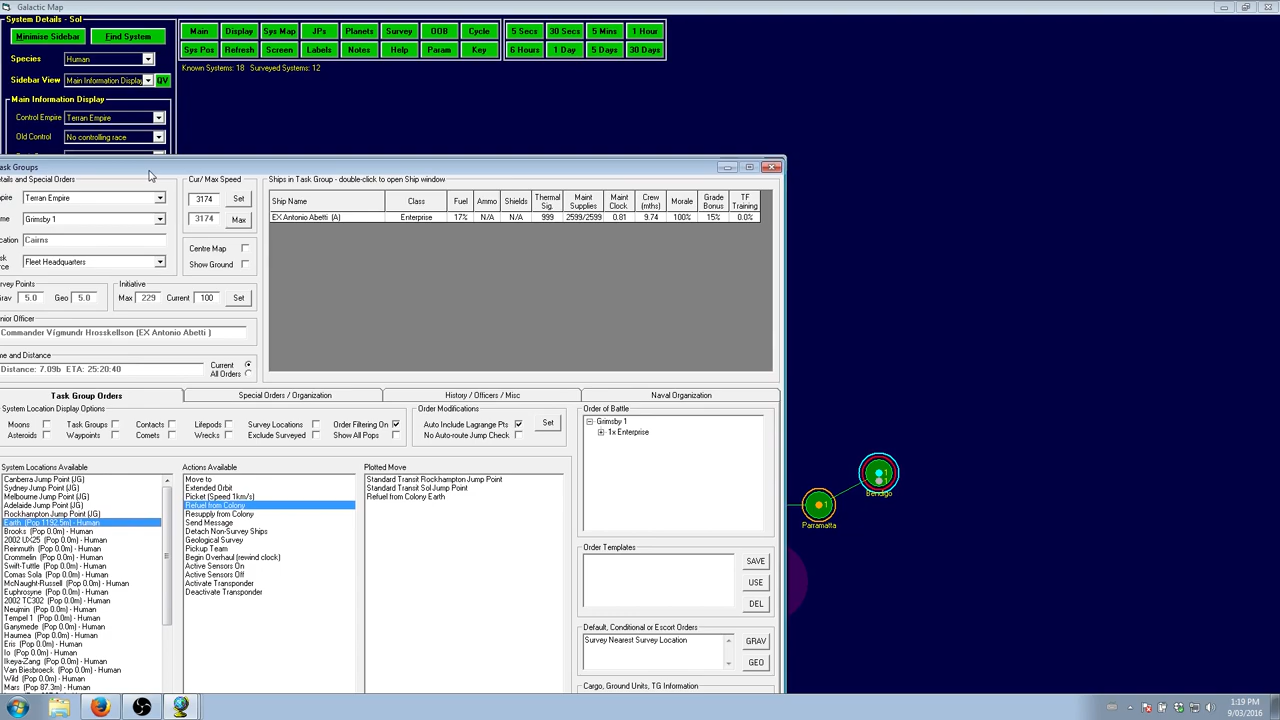 Galactic Map
System Details - Sol
Minimise Sidebar
Find System
Species
Human
Sidebar View
Main Information Display
QV
Main Information Display
Control Empire
Terran Empire
Old Control
No controlling race
Main Display Sys Map JPs Planets Survey OOB Cycle
Sys Pos Refresh Screen Labels Notes Help Param Key
5 Secs 30 Secs 5 Mins 1 Hour
6 Hours 1 Day 5 Days 30 Days
Known Systems: 18 Surveyed Systems: 12
ask Groups
etails and Spec
Terran Empire
Grimsby 1
cation
Cairns
Fleet Headquarters
Cur/Max Speed
3174 Set
3174 Max
Centre Map
Show Ground
urvey Points
Grav 5.0 Geo 5.0
Initiative
Max 229 Current 100 Set
nior Officer
Commander Vígmundr Hrosskellson (EX Antonio Abetti )
me and Distance
Distance: 7.09b ETA: 25:20:40
Current
All Orders
Ships in Task Group - double-click to open Ship window
Ship Name Class Fuel Ammo Shields Thermal Sig. Maint Supplies Maint Clock Crew (mths) Morale Grade Bonus TF Training
EX Antonio Abetti (A) Enterprise 17% N/A N/A 999 2599/2599 0.81 9.74 100% 15% 0.0%
Task Group Orders
Special Orders / Organization
History / Officers / Misc
Naval Organization
System Location Display Options
Moons Task Groups Contacts Lifepods Survey Locations Order Filtering On
Asteroids Waypoints Comets Wrecks Exclude Surveyed Show All Pops
Order Modifications
Auto Include Lagrange Pts
No Auto-route Jump Check
Set
Order of Battle
Grimsby 1
1x Enterprise
System Locations Available
Canberra Jump Point (JG)
Sydney Jump Point (JG)
Melbourne Jump Point (JG)
Adelaide Jump Point (JG)
Rockhampton Jump Point (JG)
Earth (Pop 1192.5m) - Human
Brooks (Pop 0.0m) - Human
2002 UX25 (Pop 0.0m) - Human
Reinmuth (Pop 0.0m) - Human
Crommelin (Pop 0.0m) - Human
Swift-Tuttle (Pop 0.0m) - Human
Comas Sola (Pop 0.0m) - Human
McNaught-Russell (Pop 0.0m) - Human
Euphrosyne (Pop 0.0m) - Human
2002 TC302 (Pop 0.0m) - Human
Neujmin (Pop 0.0m) - Human
Tempel 1 (Pop 0.0m) - Human
Ganymede (Pop 0.0m) - Human
Haumea (Pop 0.0m) - Human
Eris (Pop 0.0m) - Human
Io (Pop 0.0m) - Human
Ikeya-Zang (Pop 0.0m) - Human
Van Biesbroeck (Pop 0.0m) - Human
Wild (Pop 0.0m) - Human
Mars (Pop 87.3m) - Human
Actions Available
Move to
Extended Orbit
Picket (Speed 1km/s)
Refuel from Colony
Resupply from Colony
Send Message
Detach Non-Survey Ships
Geological Survey
Pickup Team
Begin Overhaul (rewind clock)
Active Sensors On
Active Sensors Off
Activate Transponder
Deactivate Transponder
Plotted Move
Standard Transit Rockhampton Jump Point
Standard Transit Sol Jump Point
Refuel from Colony Earth
Order Templates
SAVE
USE
DEL
Default, Conditional or Escort Orders
Survey Nearest Survey Location
GRAV
GEO
Cargo, Ground Units, TG Information
1
Bendigo
1
Parramatta
1:19 PM
9/03/2016